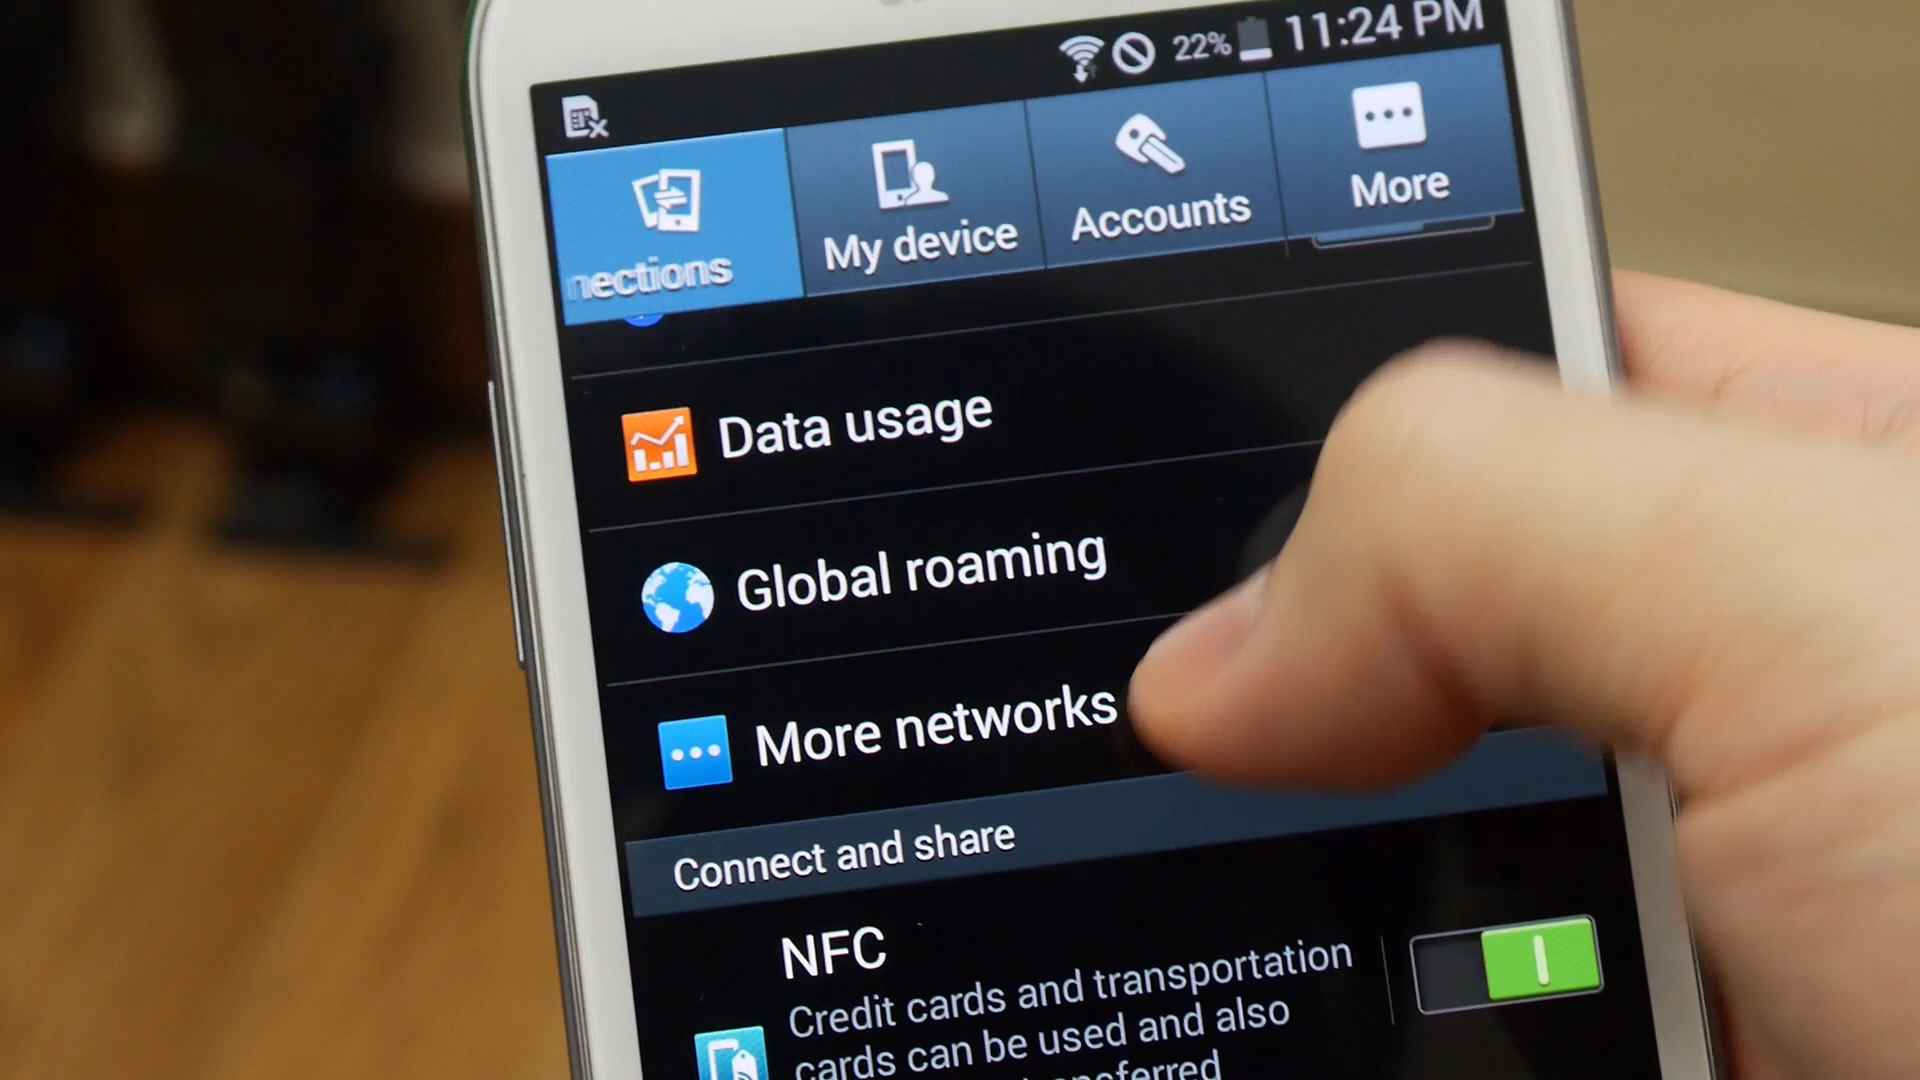 22% 11:24 PM
nections My device Accounts More
Data usage
Global roaming
More networks
Connect and share
NFC
Credit cards and transportation
cards can be used and also